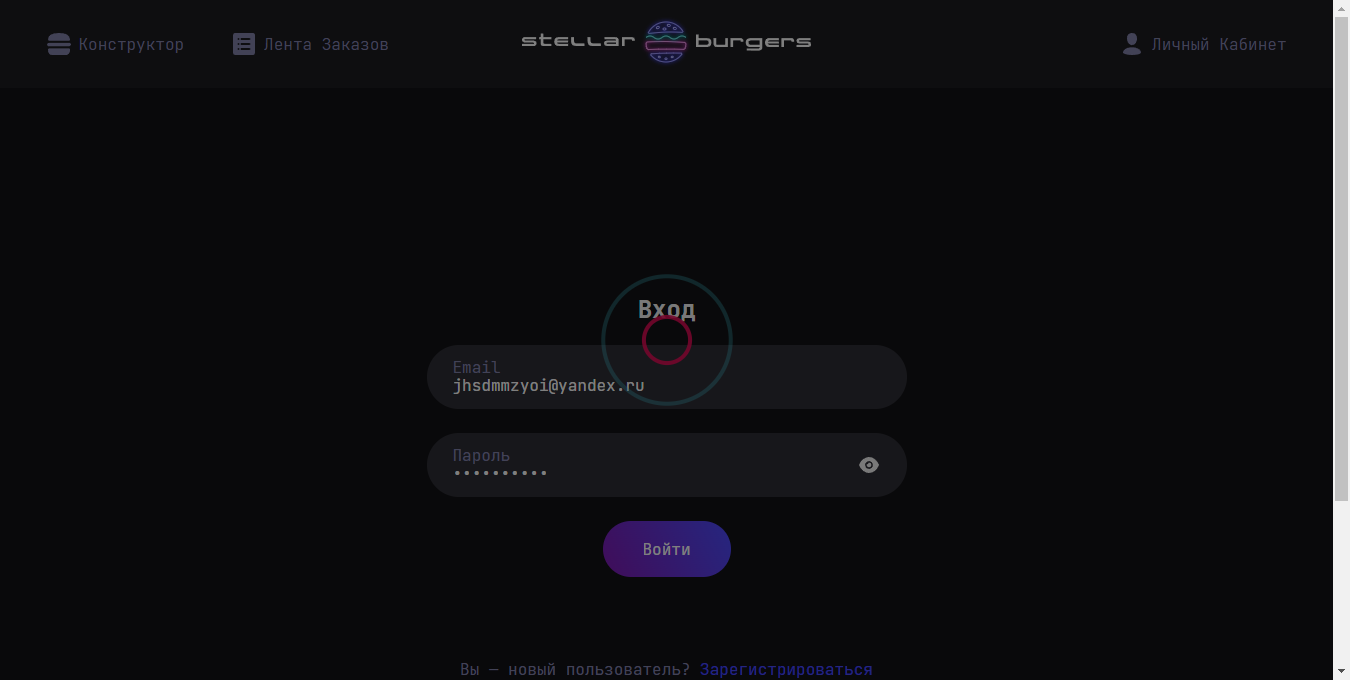 Конструктор
Лента Заказов
stellar burgers
Личный Кабинет
Вход
Email
jhsdmmzyoi@yandex.ru
Пароль
••••••••••
Войти
Вы — новый пользователь? Зарегистрироваться